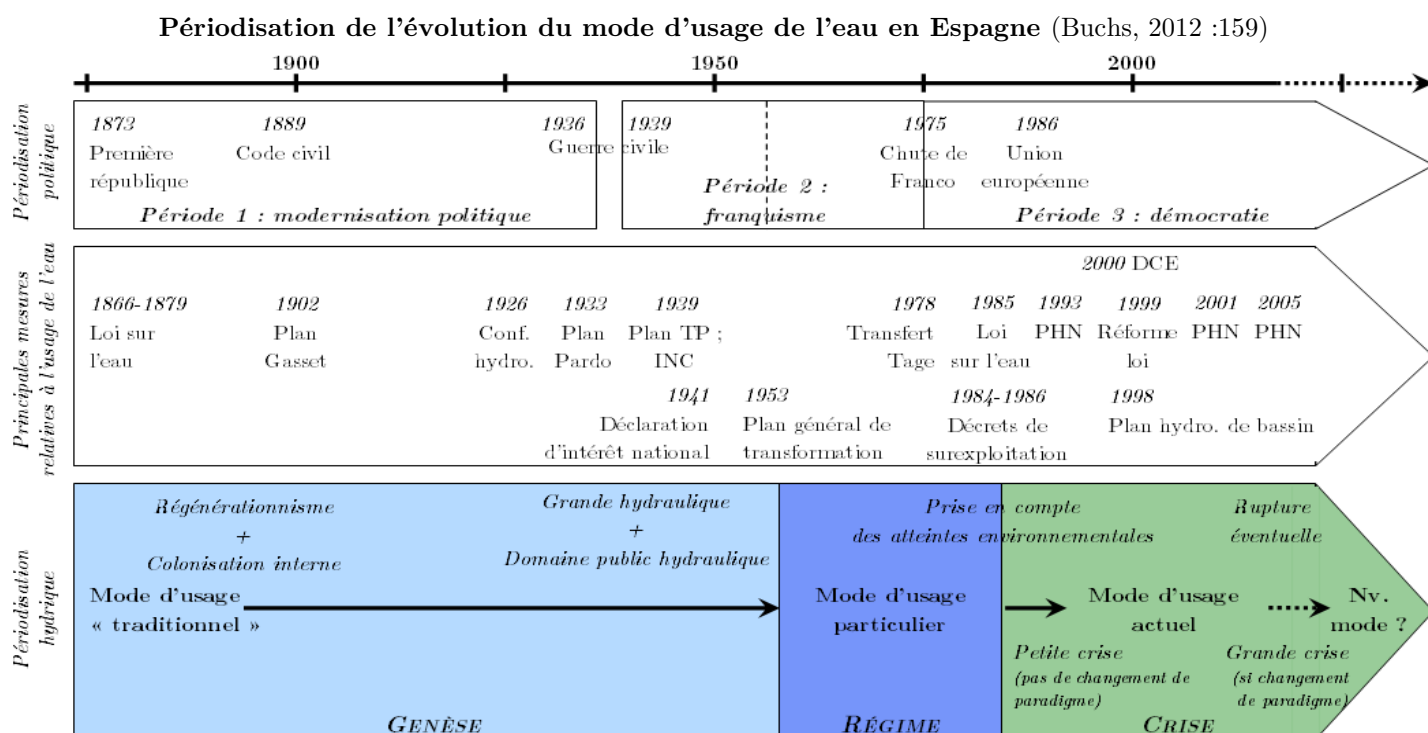 Périodisation de l'évolution du mode d'usage de l'eau en Espagne (Buchs, 2012 :159)
1900
1950
2000
Périodisation
politique
1873
Première
république
1889
Code civil
1936
1939
Guerre civile
1975
Chute de
Franco
1986
Union
européenne
Période 1 : modernisation politique
Période 2 :
franquisme
Période 3 : démocratie
Principales mesures
relatives à l'usage de l'eau
2000 DCE
1866-1879
Loi sur
l'eau
1902
Plan
Gasset
1926
Conf.
hydro.
1933
Plan
Pardo
1939
Plan TP ;
INC
1978
Transfert
Tage
1985
Loi
sur l'eau
1993
PHN
1999
Réforme
loi
2001
PHN
2005
PHN
1941
Déclaration
d'intérêt national
1953
Plan général de
transformation
1984-1986
Décrets de
surexploitation
1998
Plan hydro. de bassin
Périodisation
hydrique
Régénérationnisme
+
Colonisation interne
Grande hydraulique
+
Domaine public hydraulique
Prise en compte
des atteintes environnementales
Rupture
éventuelle
Mode d'usage
« traditionnel »
Mode d'usage
particulier
Mode d'usage
actuel
Nv.
mode ?
Petite crise
(pas de changement de
paradigme)
Grande crise
(si changement
de paradigme)
GENÈSE
RÉGIME
CRISE